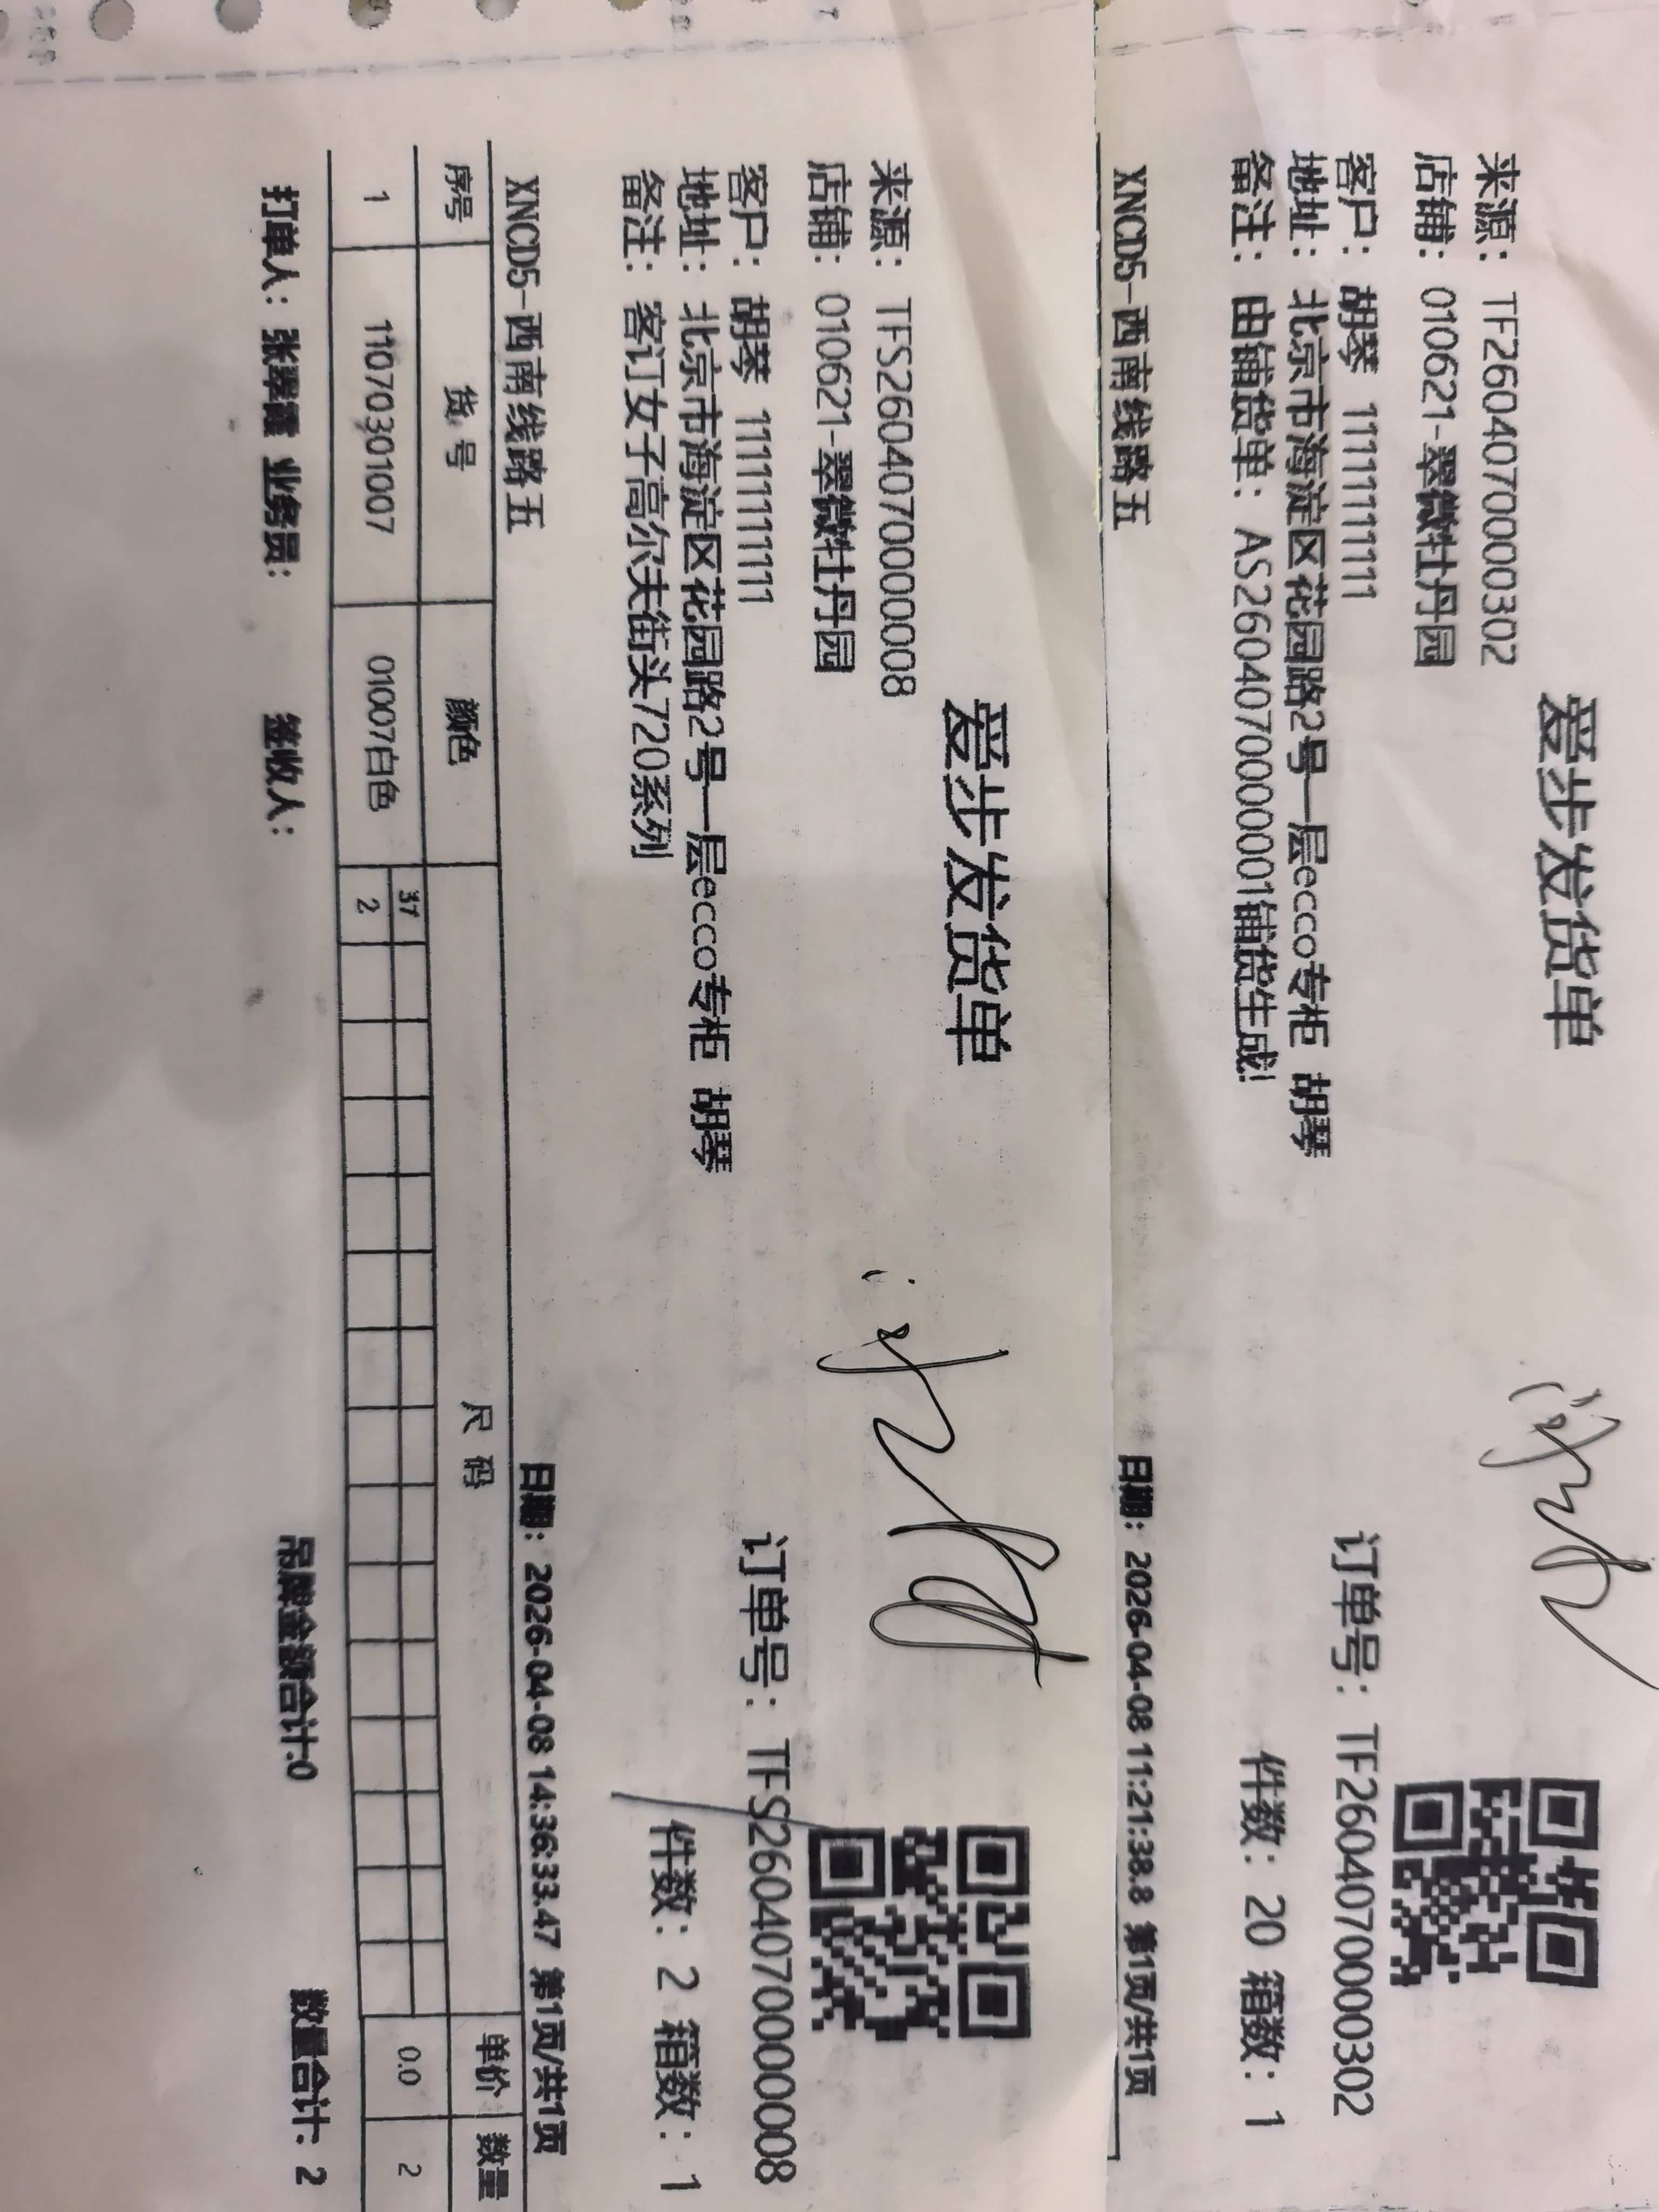 爱步发货单
来源：TF26040700000302
店铺：010621-翠微牡丹园
客户：胡琴 11111111111
订单号：TF26040700000302
地址：北京市海淀区花园路2号一层ecco专柜 胡琴
备注：由铺货单：AS26040700000001铺货生成!
件数：20 箱数：1
XNCD5-西南线路五
日期：2026-04-08 11:21:38.8 第1页/共1页
爱步发货单
来源：TFS26040700000008
店铺：010621-翠微牡丹园
客户：胡琴 11111111111
订单号：TFS26040700000008
地址：北京市海淀区花园路2号一层ecco专柜 胡琴
备注：客订女子高尔夫街头720系列
件数：2 箱数：1
XNCD5-西南线路五
日期：2026-04-08 14:36:33.47 第1页/共1页
序号 货号 颜色 尺码 单价 数量
37
1 11070301007 01007白色 2 0.0 2
打单人：张翠霞 业务员： 签收人： 吊牌金额合计:0 数量合计：2